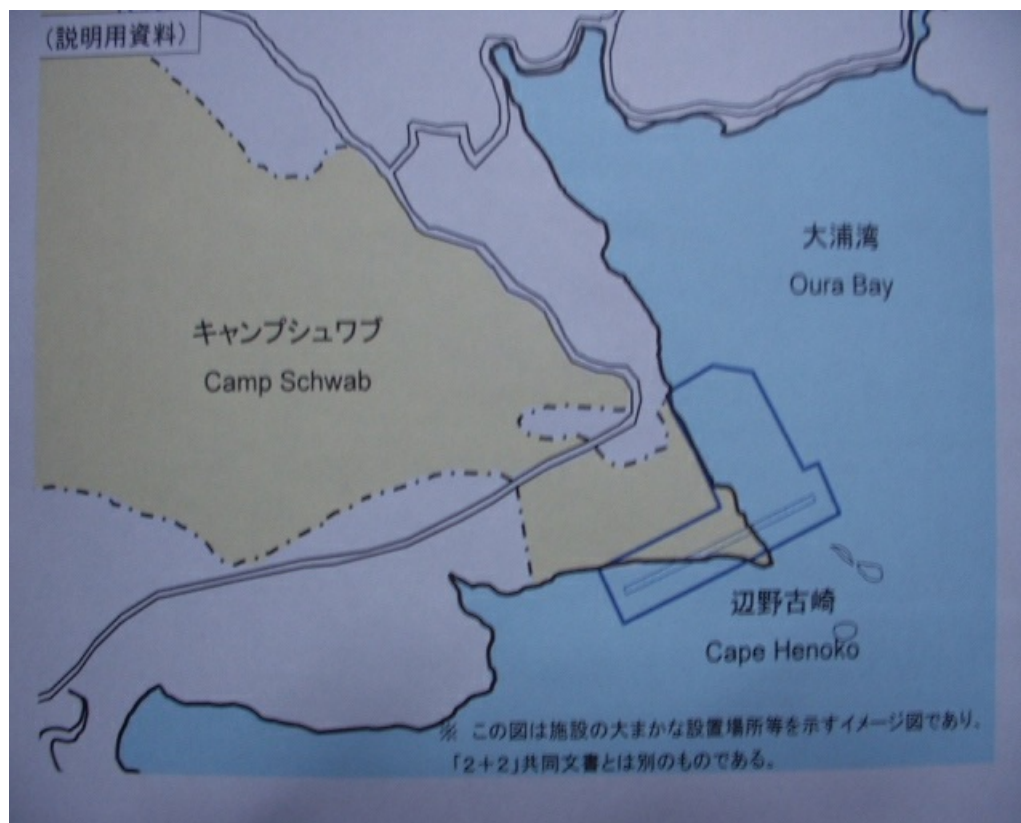 (説明用資料)
大浦湾
Oura Bay
キャンプシュワブ
Camp Schwab
辺野古崎
Cape Henoko
※ この図は施設の大まかな設置場所等を示すイメージ図であり、
「2+2」共同文書とは別のものである。